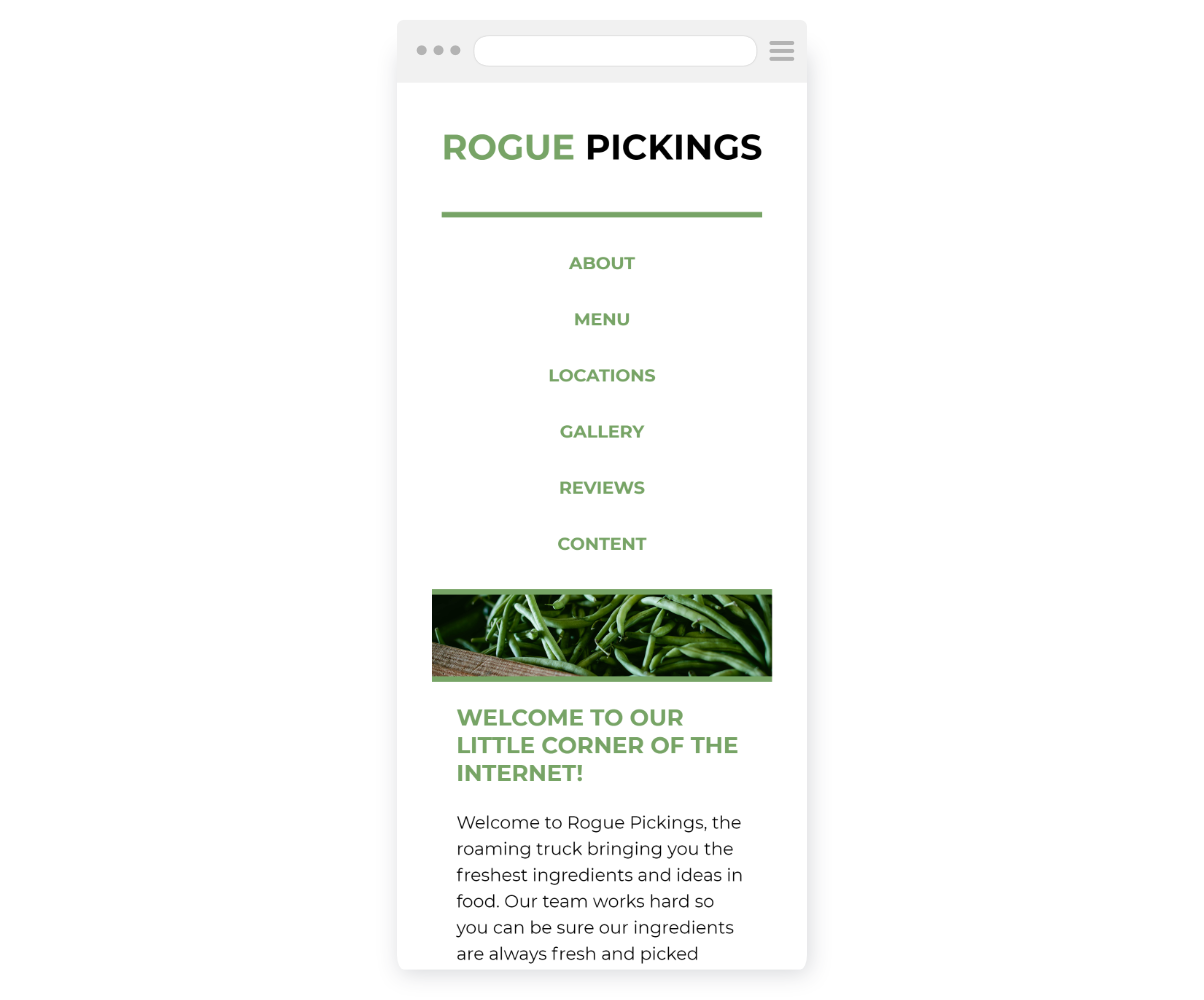 ROGUE PICKINGS
ABOUT
MENU
LOCATIONS
GALLERY
REVIEWS
CONTENT
WELCOME TO OUR
LITTLE CORNER OF THE
INTERNET!
Welcome to Rogue Pickings, the
roaming truck bringing you the
freshest ingredients and ideas in
food. Our team works hard so
you can be sure our ingredients
are always fresh and picked